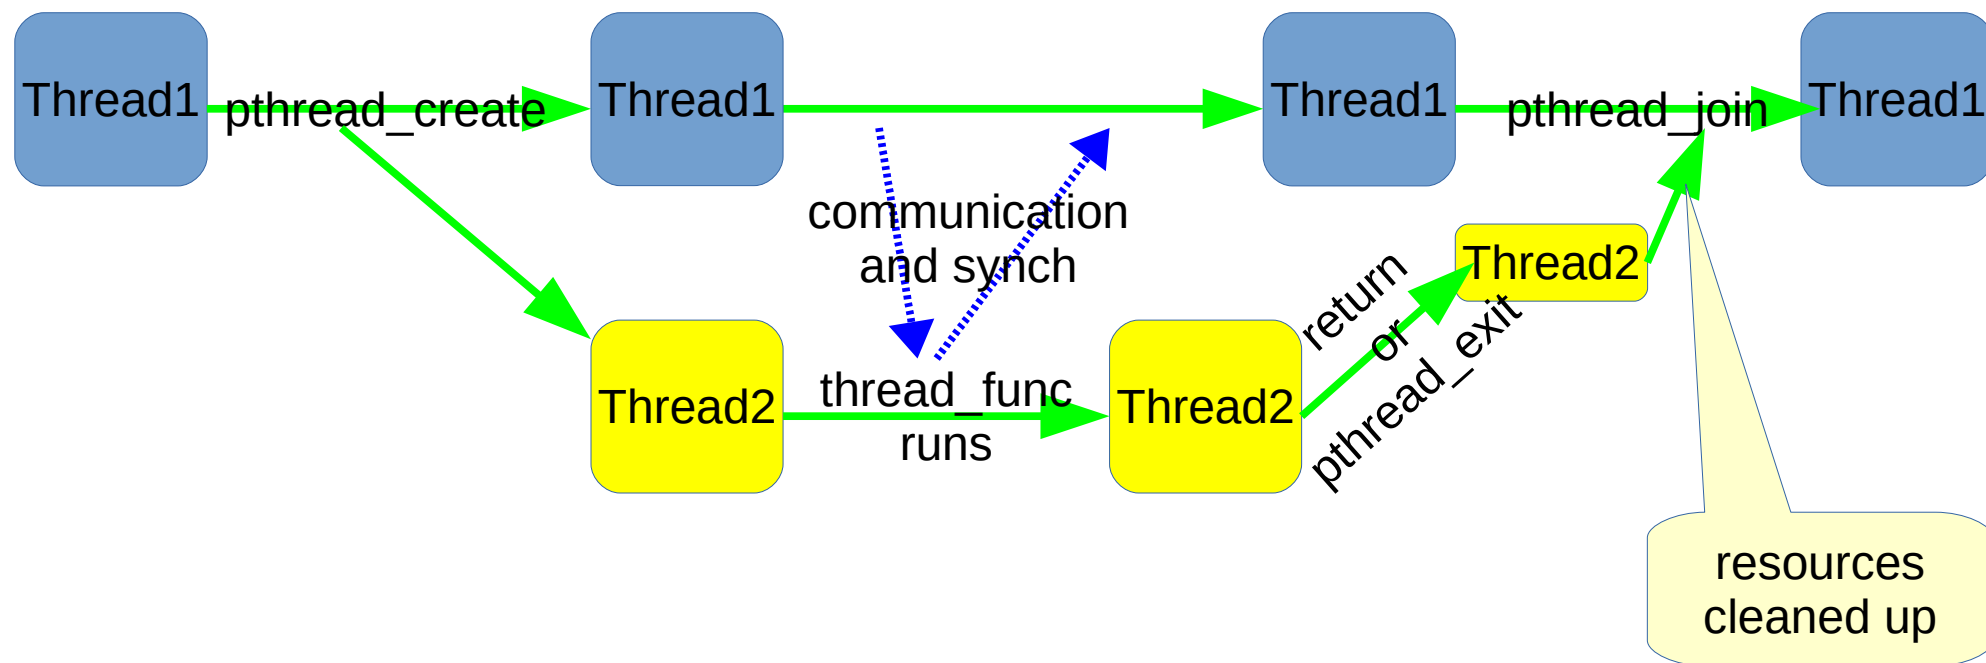 Thread1
pthread_create
Thread1
Thread1
pthread_join
Thread1
communication
and synch
Thread2
return
or
pthread_exit
Thread2
thread_func
runs
Thread2
resources
cleaned up